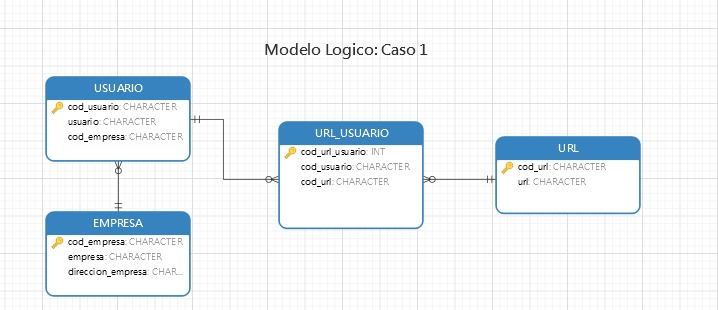 Modelo Logico: Caso 1
USUARIO
cod_usuario: CHARACTER
usuario: CHARACTER
cod_empresa: CHARACTER
URL_USUARIO
cod_url_usuario: INT
cod_usuario: CHARACTER
cod_url: CHARACTER
URL
cod_url: CHARACTER
url: CHARACTER
EMPRESA
cod_empresa: CHARACTER
empresa: CHARACTER
direccion_empresa: CHAR...